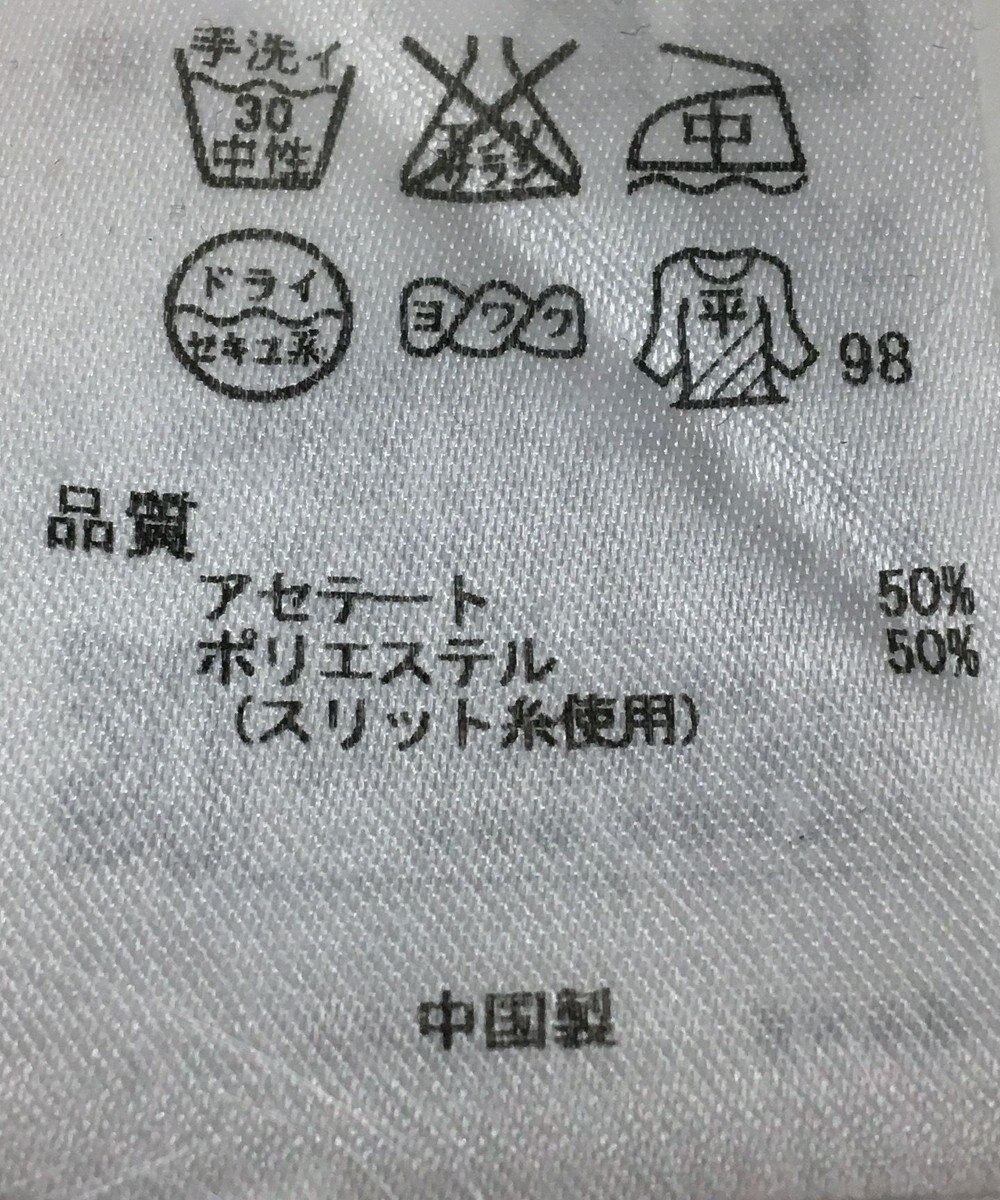 手洗イ
30
中性
エンソ
サラシ
中
ドライ
セキユ系
ヨワク
平
98
品質
アセテート 50%
ポリエステル 50%
(スリット糸使用)
中国製